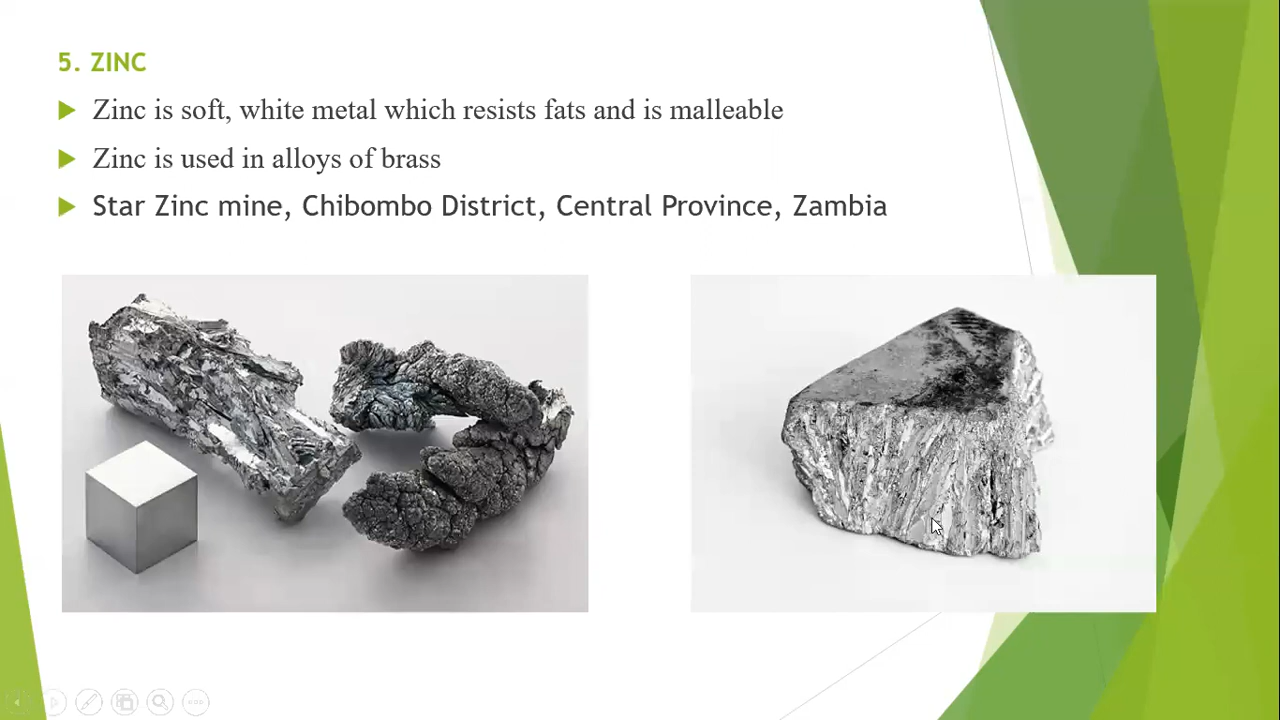 5. ZINC
Zinc is soft, white metal which resists fats and is malleable
Zinc is used in alloys of brass
Star Zinc mine, Chibombo District, Central Province, Zambia